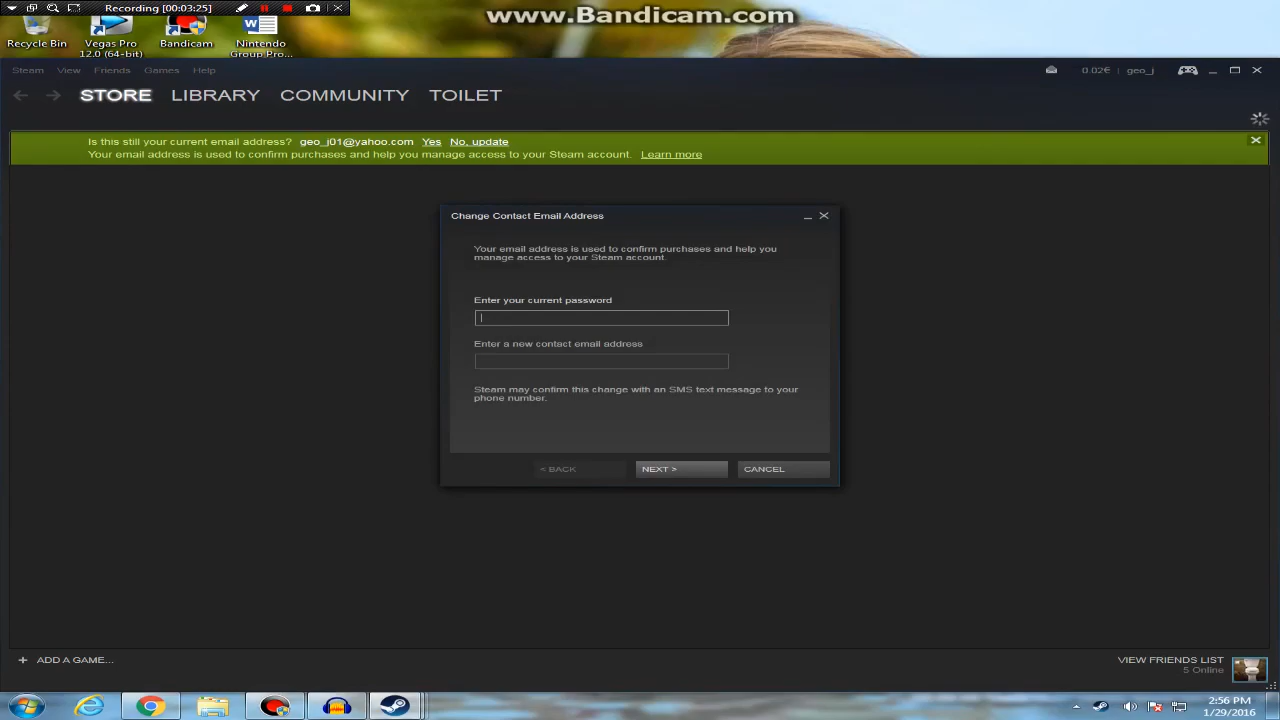 Recording [00:03:25]
www.Bandicam.com
Recycle Bin
Vegas Pro
12.0 (64-bit)
Bandicam
Nintendo
Group Pro...
Steam View Friends Games Help
0.02€ geo_j
STORE LIBRARY COMMUNITY TOILET
Is this still your current email address? geo_j01@yahoo.com Yes No, update
Your email address is used to confirm purchases and help you manage access to your Steam account. Learn more
Change Contact Email Address
Your email address is used to confirm purchases and help you
manage access to your Steam account.
Enter your current password
Enter a new contact email address
Steam may confirm this change with an SMS text message to your
phone number.
< BACK NEXT > CANCEL
+ ADD A GAME...
VIEW FRIENDS LIST
5 Online
2:56 PM
1/29/2016